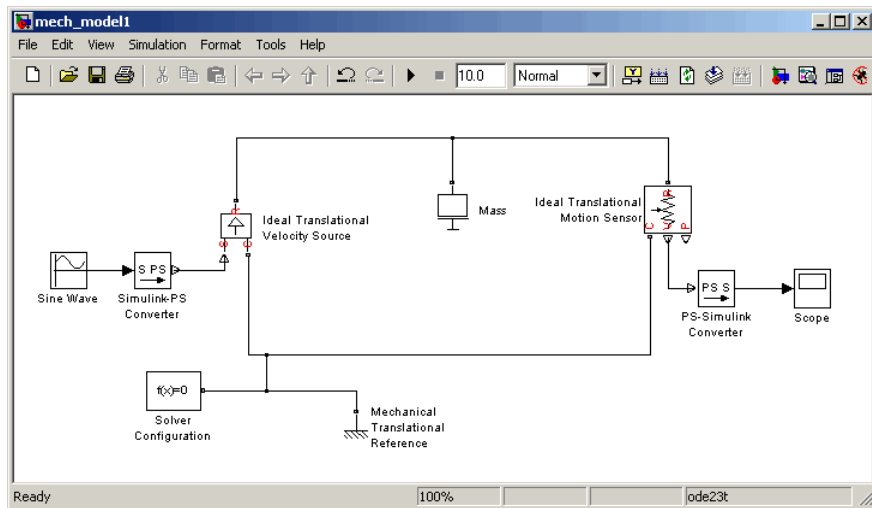 mech_model1
File Edit View Simulation Format Tools Help
10.0 Normal
Ideal Translational
Velocity Source
R
S
C
Mass
Ideal Translational
Motion Sensor
R
C
V
P
Sine Wave
S PS
Simulink-PS
Converter
PS S
PS-Simulink
Converter
Scope
f(x)=0
Solver
Configuration
Mechanical
Translational
Reference
Ready 100% ode23t